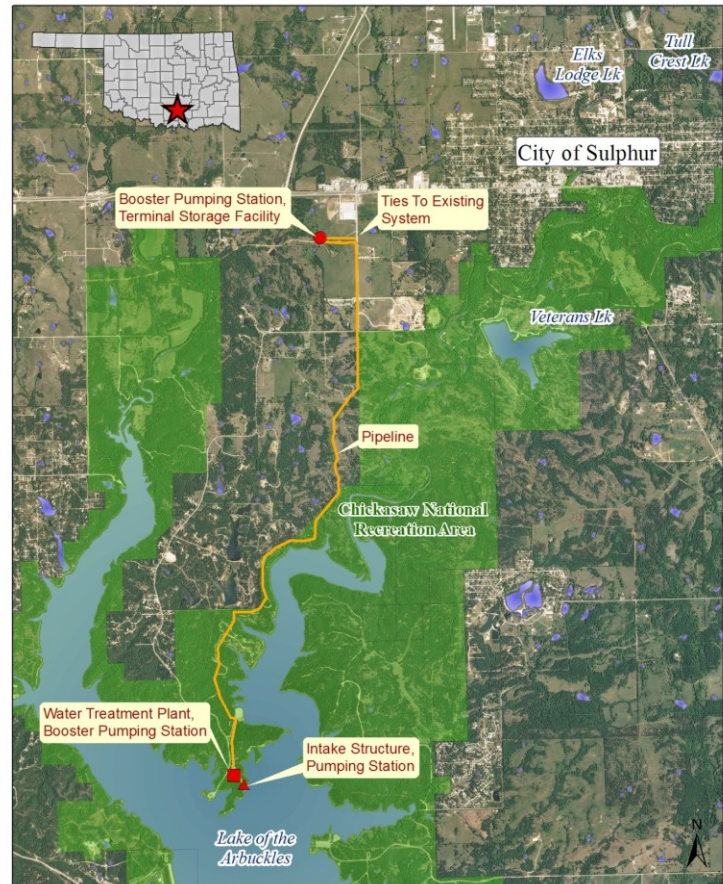 Elks
Lodge Lk
Tull
Crest Lk
City of Sulphur
Booster Pumping Station,
Terminal Storage Facility
Ties To Existing
System
Veterans Lk
Pipeline
Chickasaw National
Recreation Area
Water Treatment Plant,
Booster Pumping Station
Intake Structure,
Pumping Station
Lake of the
Arbuckles
N